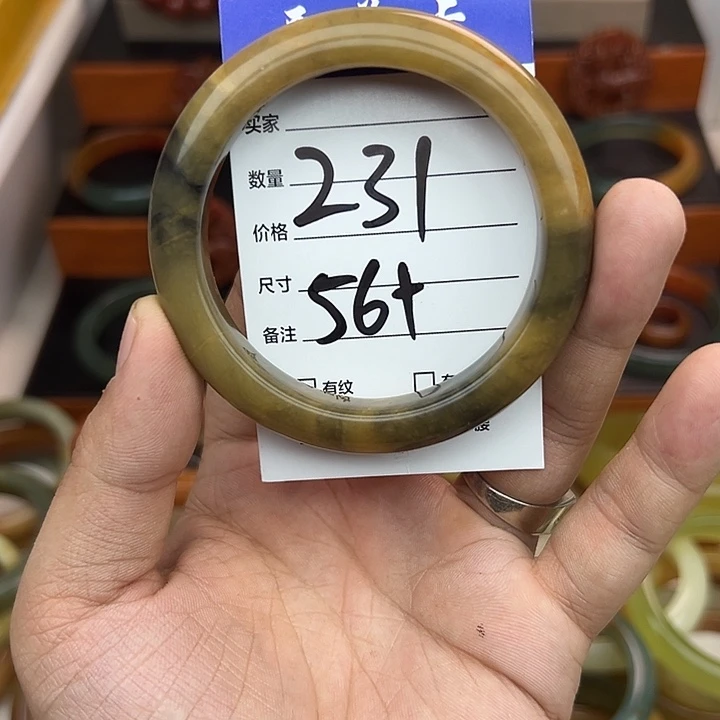 买家
数量 231
价格
尺寸 56+
备注
有纹